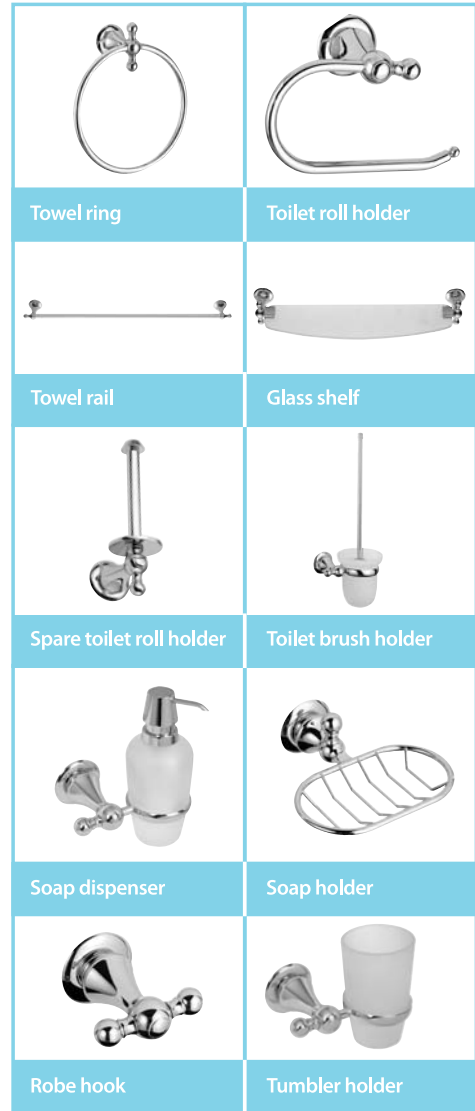 Towel ring
Toilet roll holder
Towel rail
Glass shelf
Spare toilet roll holder
Toilet brush holder
Soap dispenser
Soap holder
Robe hook
Tumbler holder